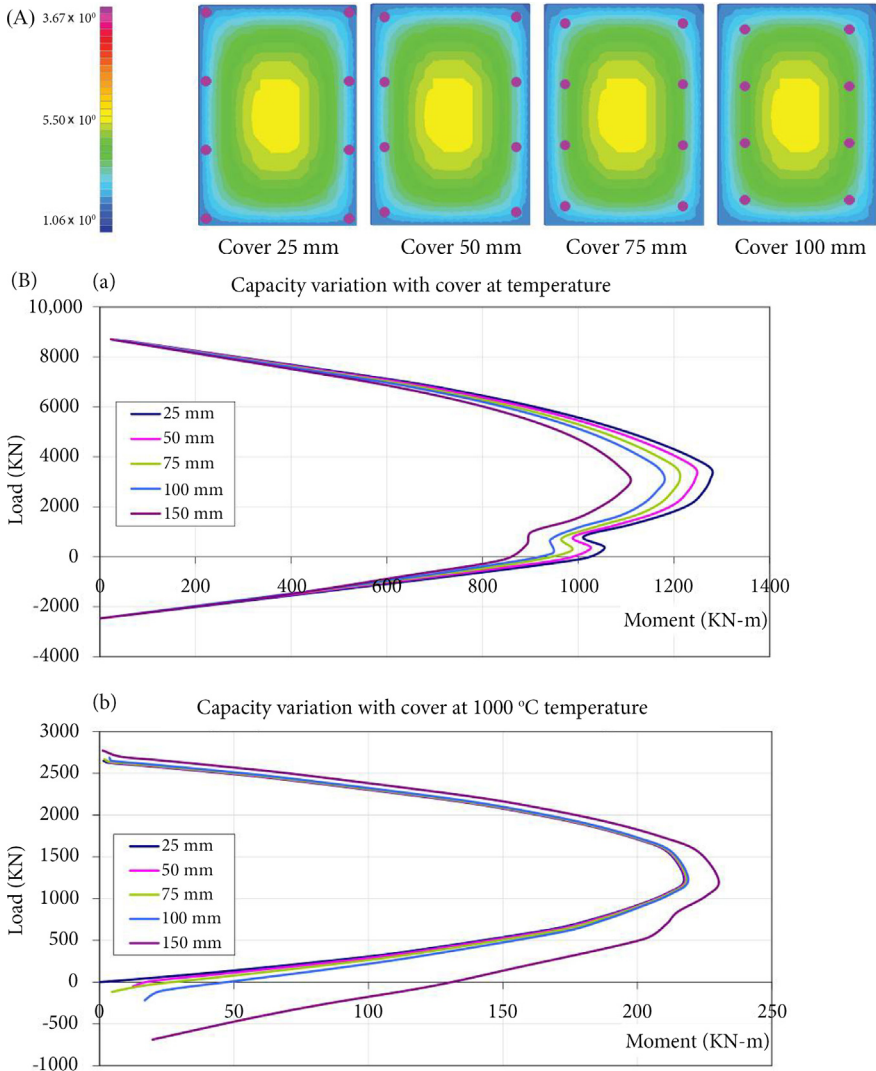 (A)
3.67 x 10⁰
5.50 x 10⁰
1.06 x 10⁰
Cover 25 mm
Cover 50 mm
Cover 75 mm
Cover 100 mm
(B)
(a)
Capacity variation with cover at temperature
10,000
8000
6000
4000
2000
0
-2000
-4000
Load (KN)
25 mm
50 mm
75 mm
100 mm
150 mm
0
200
400
600
800
1000
1200
1400
Moment (KN-m)
(b)
Capacity variation with cover at 1000 °C temperature
3000
2500
2000
1500
1000
500
0
-500
-1000
Load (KN)
25 mm
50 mm
75 mm
100 mm
150 mm
0
50
100
150
200
250
Moment (KN-m)